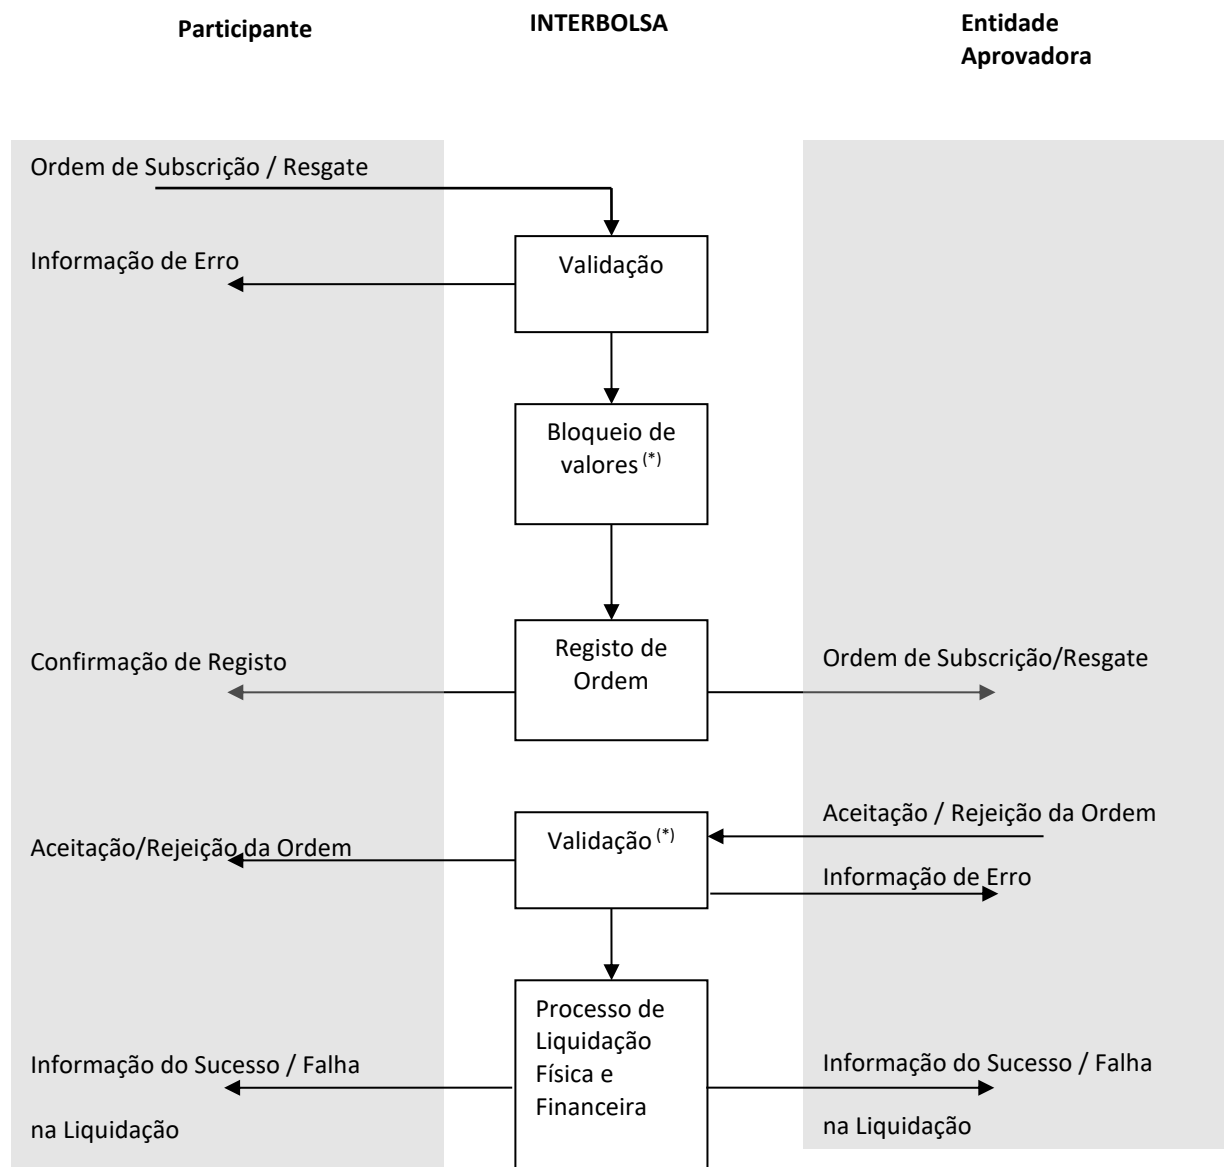 Participante
INTERBOLSA
Entidade
Aprovadora
Ordem de Subscrição / Resgate
Informação de Erro
Validação
Bloqueio de
valores (*)
Confirmação de Registo
Registo de
Ordem
Ordem de Subscrição/Resgate
Aceitação/Rejeição da Ordem
Validação (*)
Aceitação / Rejeição da Ordem
Informação de Erro
Informação do Sucesso / Falha
na Liquidação
Processo de
Liquidação
Física e
Financeira
Informação do Sucesso / Falha
na Liquidação